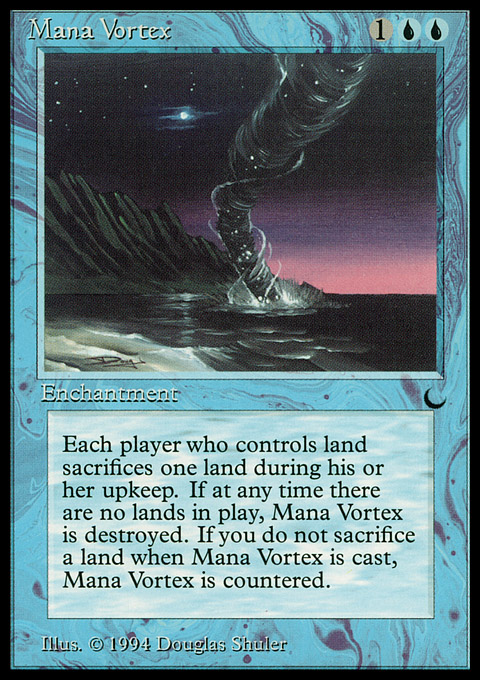 Mana Vortex 1
Enchantment
Each player who controls land
sacrifices one land during his or
her upkeep. If at any time there
are no lands in play, Mana Vortex
is destroyed. If you do not sacrifice
a land when Mana Vortex is cast,
Mana Vortex is countered.
Illus. © 1994 Douglas Shuler